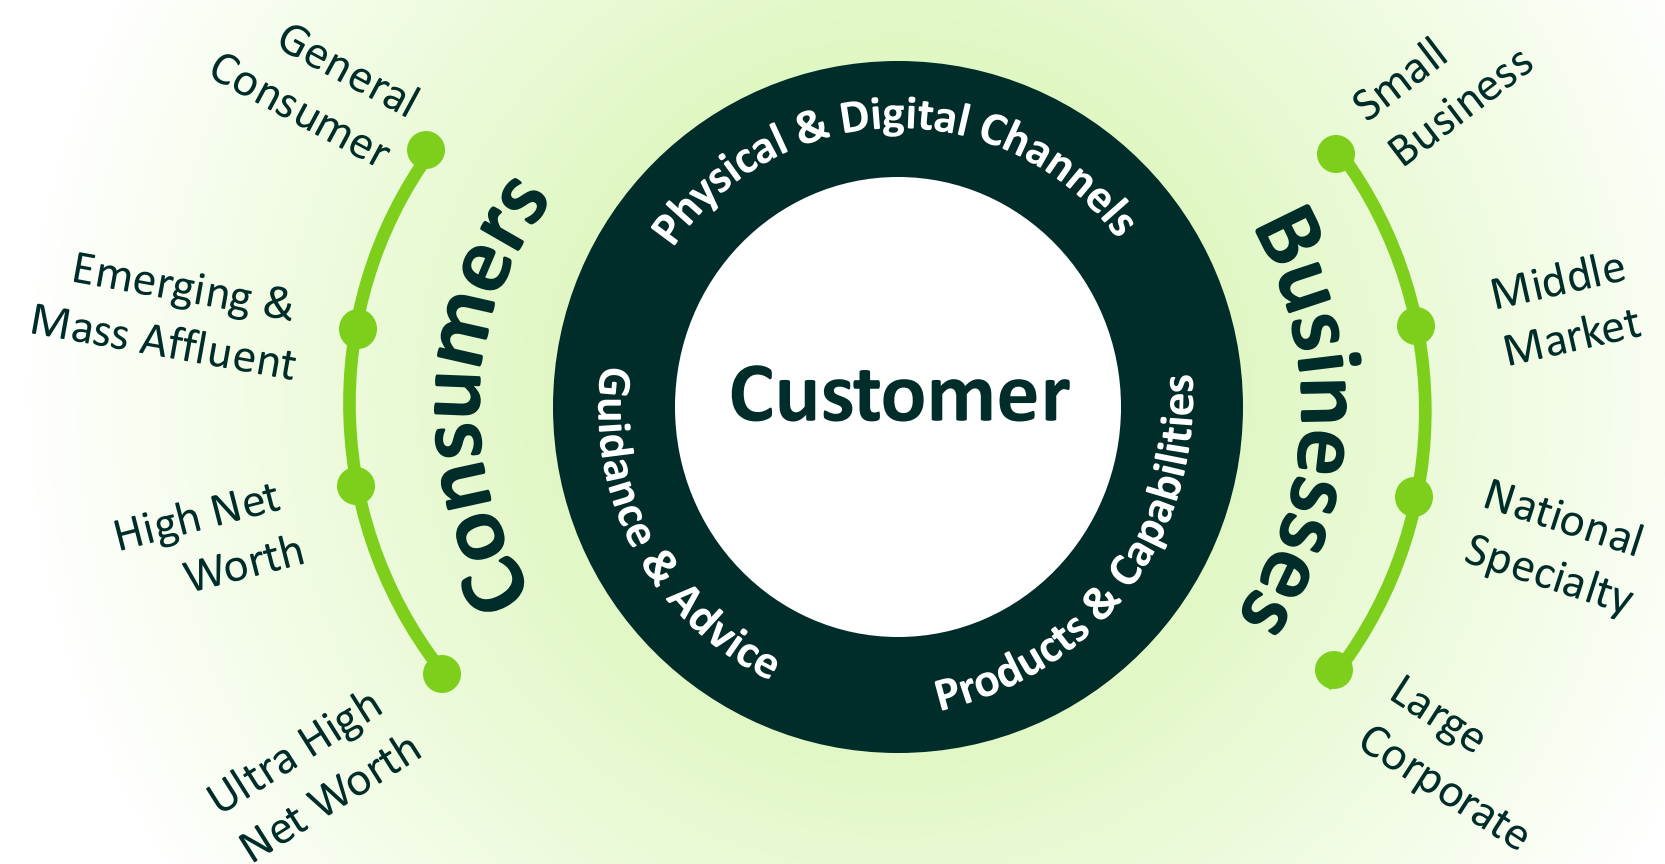 General
Consumer
Emerging &
Mass Affluent
High Net
Worth
Ultra High
Net Worth
Consumers
Physical & Digital Channels
Guidance & Advice
Products & Capabilities
Customer
Businesses
Small
Business
Middle
Market
National
Specialty
Large
Corporate